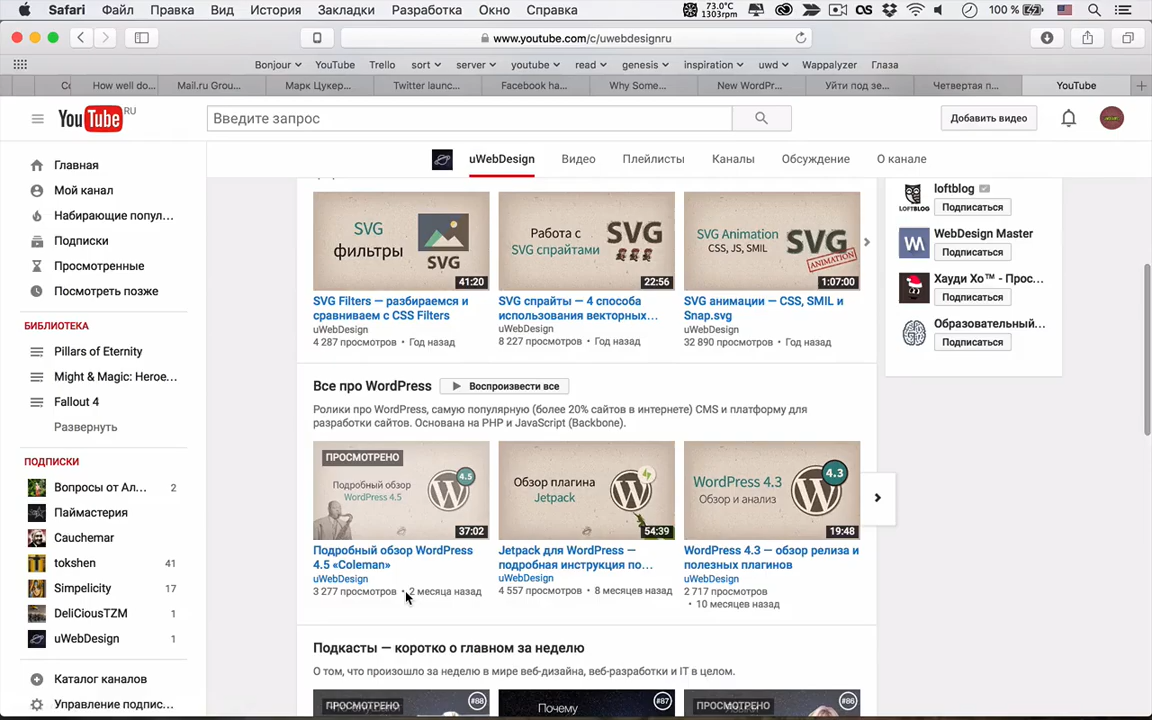 Safari Файл Правка Вид История Закладки Разработка Окно Справка 73.0°C 1303rpm 100 %
www.youtube.com/c/uwebdesignru
Bonjour YouTube Trello sort server youtube read genesis inspiration uwd Wappalyzer Глаза
Co How well do... Mail.ru Grou... Марк Цукер... Twitter launc... Facebook ha... Why Some... New WordPr... Уйти под зе... Четвертая п... YouTube
YouTube RU Введите запрос Добавить видео
uWebDesign Видео Плейлисты Каналы Обсуждение О канале
Главная
Мой канал
Набирающие попул...
Подписки
Просмотренные
Посмотреть позже
БИБЛИОТЕКА
Pillars of Eternity
Might & Magic: Heroe...
Fallout 4
Развернуть
ПОДПИСКИ
Вопросы от Ал... 2
Паймастерия
Cauchemar
tokshen 41
Simpelicity 17
DeliCiousTZM 1
uWebDesign 1
Каталог каналов
Управление подпис...
SVG
фильтры
SVG
41:20
SVG Filters — разбираемся и
сравниваем с CSS Filters
uWebDesign
4 287 просмотров • Год назад
Работа с
SVG спрайтами
SVG
22:56
SVG спрайты — 4 способа
использования векторных...
uWebDesign
8 227 просмотров • Год назад
SVG Animation
CSS, JS, SMIL
SVG
ANIMATION
1:07:00
SVG анимации — CSS, SMIL и
Snap.svg
uWebDesign
32 890 просмотров • Год назад
Все про WordPress Воспроизвести все
Ролики про WordPress, самую популярную (более 20% сайтов в интернете) CMS и платформу для
разработки сайтов. Основана на PHP и JavaScript (Backbone).
ПРОСМОТРЕНО
4.5
Подробный обзор
WordPress 4.5
37:02
Подробный обзор WordPress
4.5 «Coleman»
uWebDesign
3 277 просмотров • 2 месяца назад
Обзор плагина
Jetpack
54:39
Jetpack для WordPress —
подробная инструкция по...
uWebDesign
4 557 просмотров • 8 месяцев назад
4.3
WordPress 4.3
Обзор и анализ
19:48
WordPress 4.3 — обзор релиза и
полезных плагинов
uWebDesign
2 717 просмотров
• 10 месяцев назад
Подкасты — коротко о главном за неделю
О том, что произошло за неделю в мире веб-дизайна, веб-разработки и IT в целом.
ПРОСМОТРЕНО #88
Почему #87
ПРОСМОТРЕНО #86
loftblog
LOFTBLOG
Подписаться
WebDesign Master
Подписаться
Хауди Хо™ - Прос...
Подписаться
Образовательный...
Подписаться